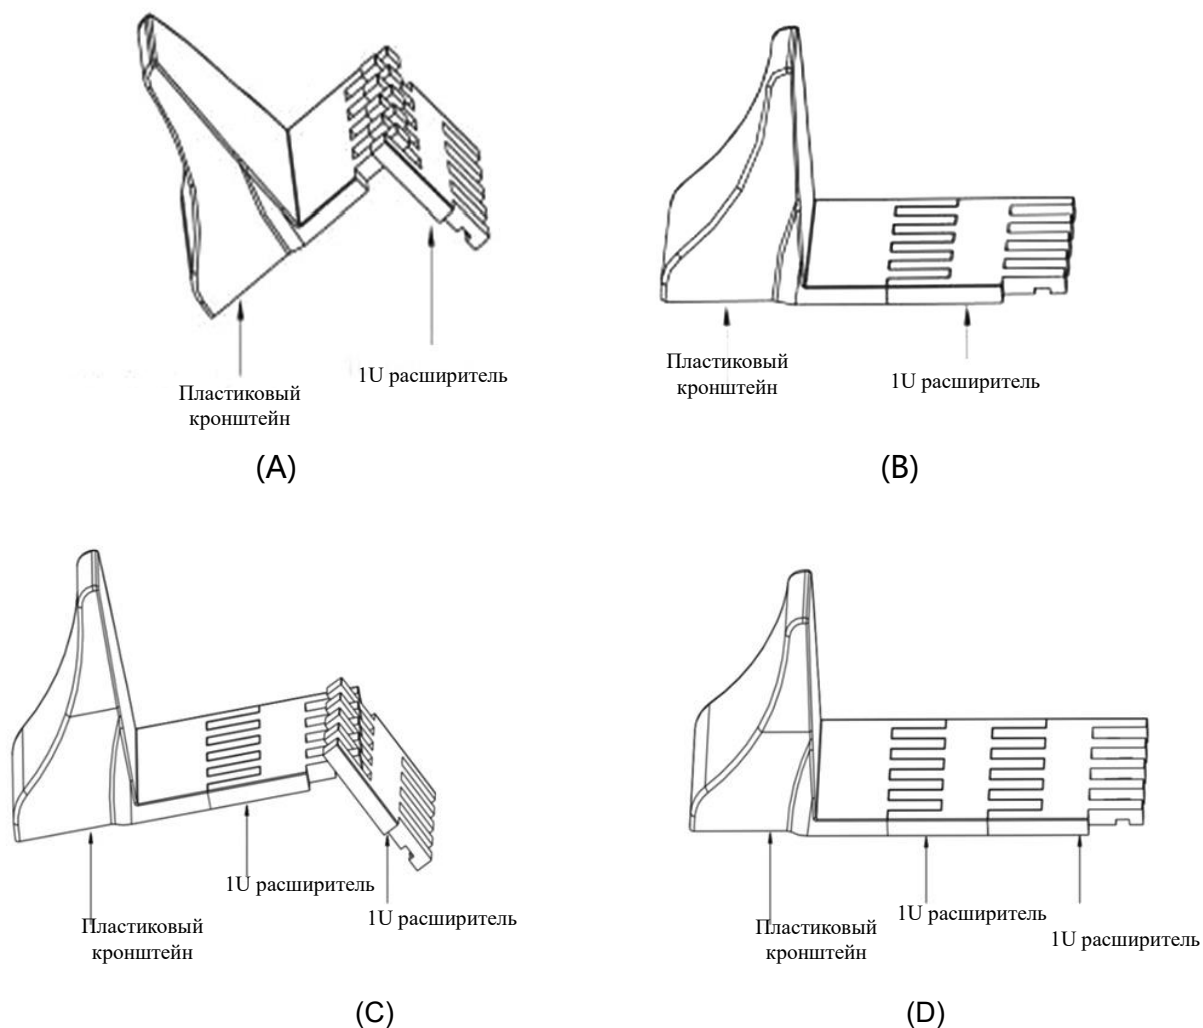 Пластиковый
кронштейн
1U расширитель
(A)
Пластиковый
кронштейн
1U расширитель
(B)
Пластиковый
кронштейн
1U расширитель
1U расширитель
(C)
Пластиковый
кронштейн
1U расширитель
1U расширитель
(D)